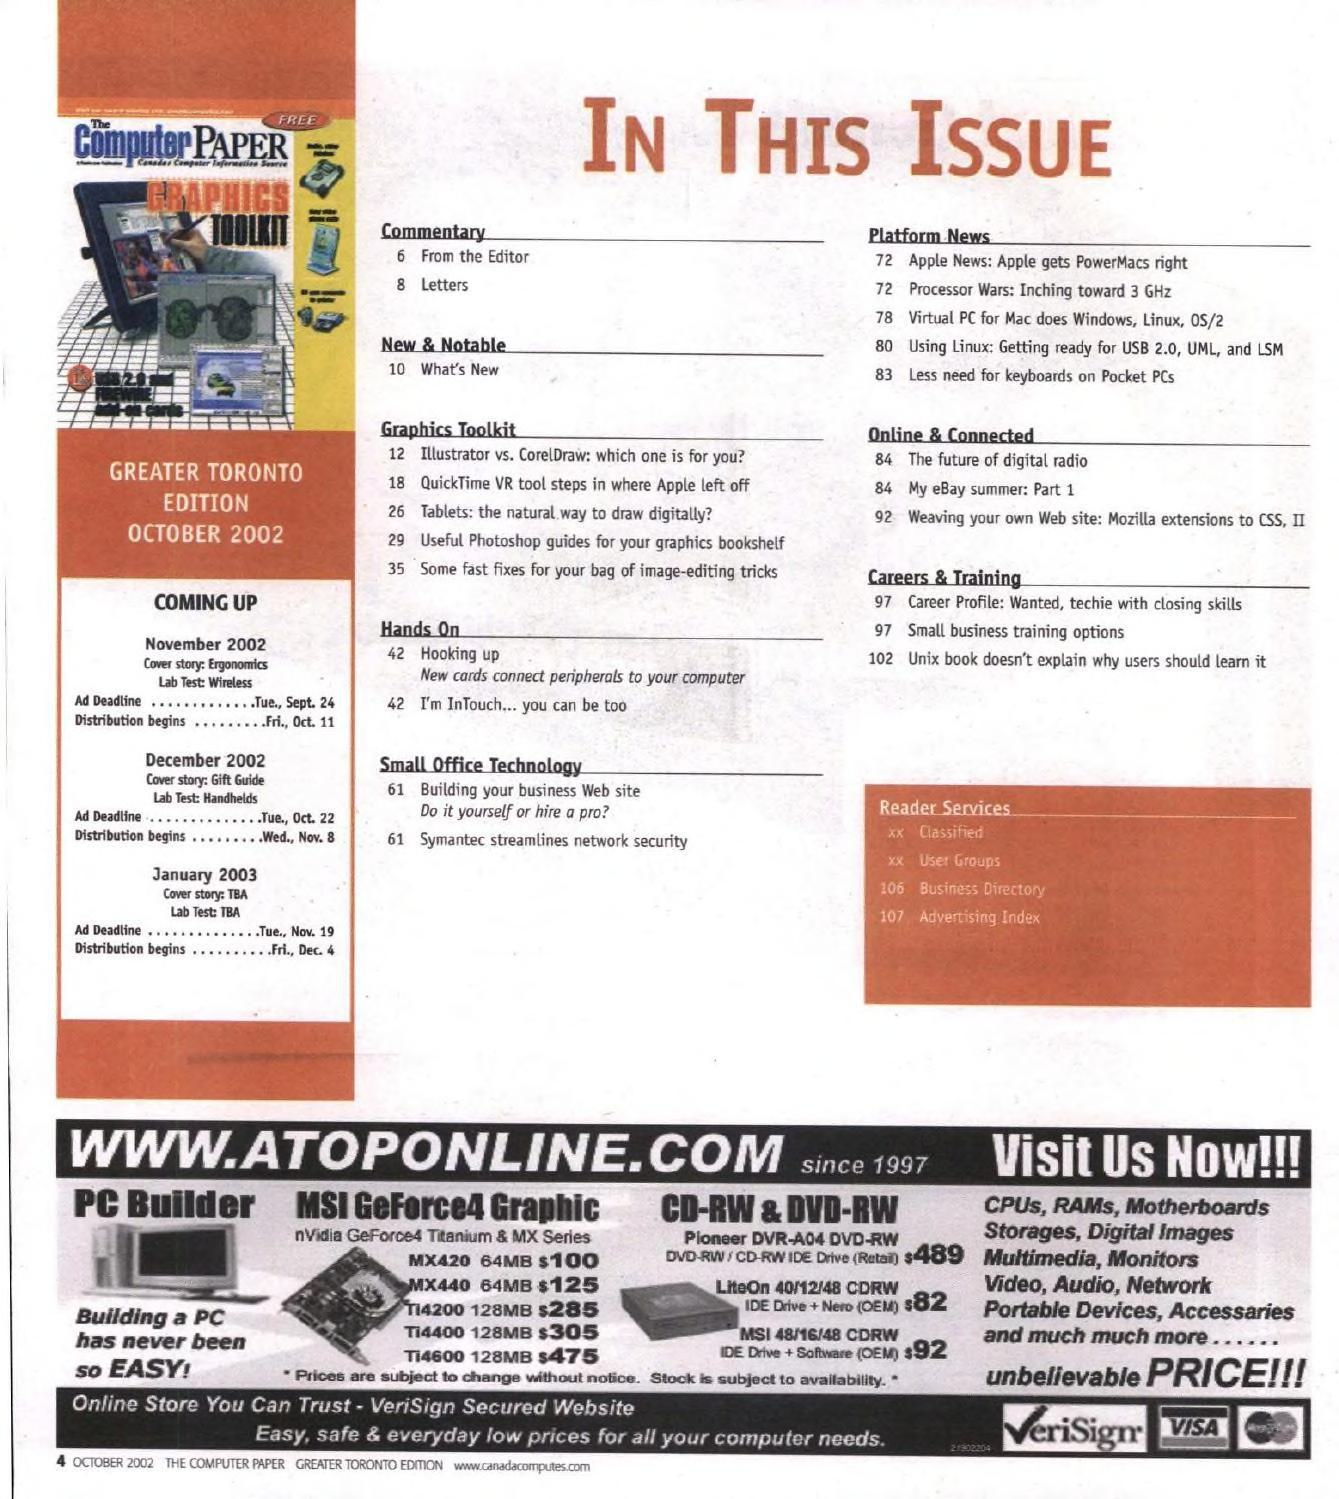 The
Computer PAPER
FREE
Canada's Computer Information Source
GRAPHICS
TOOLKIT
USB 2.0 and
FIREWIRE
add-on cards
GREATER TORONTO
EDITION
OCTOBER 2002
COMING UP
November 2002
Cover story: Ergonomics
Lab Test: Wireless
Ad Deadline .............Tue., Sept. 24
Distribution begins .........Fri., Oct. 11
December 2002
Cover story: Gift Guide
Lab Test: Handhelds
Ad Deadline ..............Tue., Oct. 22
Distribution begins .........Wed., Nov. 8
January 2003
Cover story: TBA
Lab Test: TBA
Ad Deadline ..............Tue., Nov. 19
Distribution begins ..........Fri., Dec. 4
IN THIS ISSUE
Commentary
6 From the Editor
8 Letters
New & Notable
10 What's New
Graphics Toolkit
12 Illustrator vs. CorelDraw: which one is for you?
18 QuickTime VR tool steps in where Apple left off
26 Tablets: the natural way to draw digitally?
29 Useful Photoshop guides for your graphics bookshelf
35 Some fast fixes for your bag of image-editing tricks
Hands On
42 Hooking up
New cards connect peripherals to your computer
42 I'm InTouch... you can be too
Small Office Technology
61 Building your business Web site
Do it yourself or hire a pro?
61 Symantec streamlines network security
Platform News
72 Apple News: Apple gets PowerMacs right
72 Processor Wars: Inching toward 3 GHz
78 Virtual PC for Mac does Windows, Linux, OS/2
80 Using Linux: Getting ready for USB 2.0, UML, and LSM
83 Less need for keyboards on Pocket PCs
Online & Connected
84 The future of digital radio
84 My eBay summer: Part 1
92 Weaving your own Web site: Mozilla extensions to CSS, II
Careers & Training
97 Career Profile: Wanted, techie with closing skills
97 Small business training options
102 Unix book doesn't explain why users should learn it
Reader Services
xx Classified
xx User Groups
106 Business Directory
107 Advertising Index
WWW.ATOPONLINE.COM since 1997 Visit Us Now!!!
PC Builder
Building a PC
has never been
so EASY!
MSI GeForce4 Graphic
nVidia GeForce4 Titanium & MX Series
MX420 64MB $100
MX440 64MB $125
Ti4200 128MB $285
Ti4400 128MB $305
Ti4600 128MB $475
CD-RW & DVD-RW
Pioneer DVR-A04 DVD-RW
DVD-RW / CD-RW IDE Drive (Retail) $489
LiteOn 40/12/48 CDRW
IDE Drive + Nero (OEM) $82
MSI 48/16/48 CDRW
IDE Drive + Software (OEM) $92
* Prices are subject to change without notice. Stock is subject to availability. *
CPUs, RAMs, Motherboards
Storages, Digital Images
Multimedia, Monitors
Video, Audio, Network
Portable Devices, Accessaries
and much much more......
unbelievable PRICE!!!
Online Store You Can Trust - VeriSign Secured Website
Easy, safe & everyday low prices for all your computer needs.
21902204
VeriSign
VISA
4 OCTOBER 2002 THE COMPUTER PAPER GREATER TORONTO EDITION www.canadacomputes.com